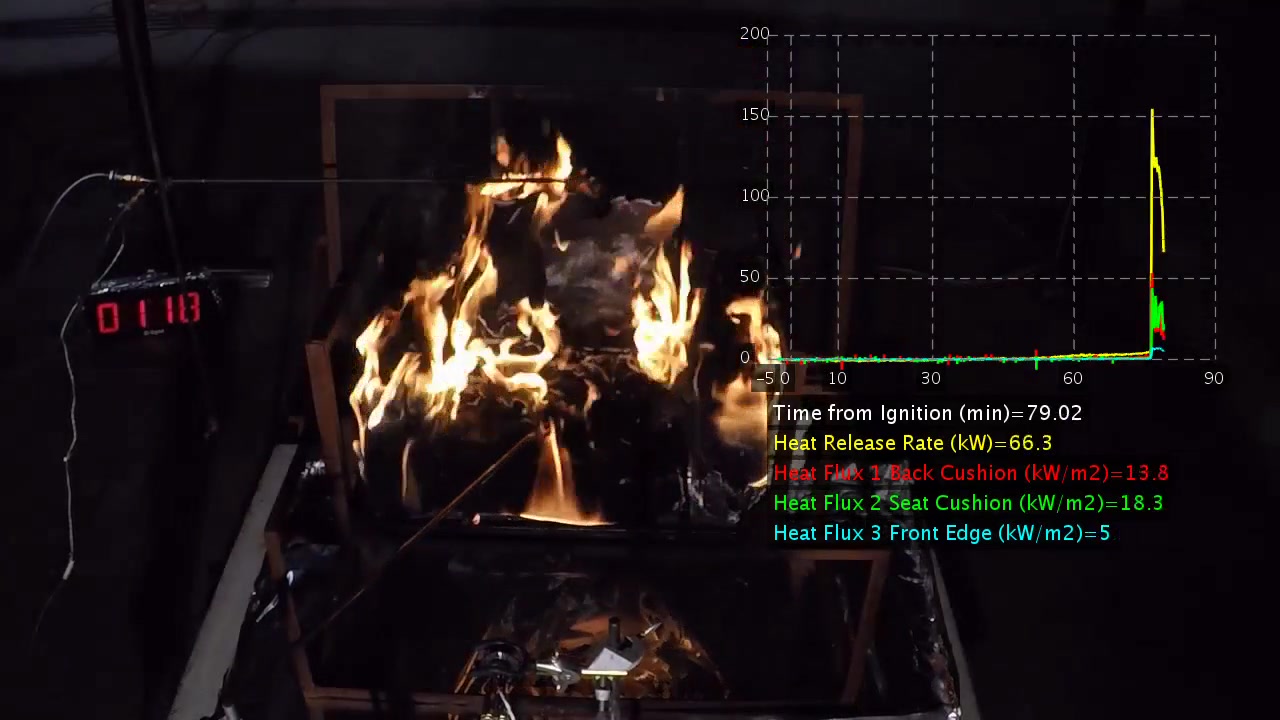 200
150
100
50
0
-5 0 10 30 60 90
Time from Ignition (min)=79.02
Heat Release Rate (kW)=66.3
Heat Flux 1 Back Cushion (kW/m2)=13.8
Heat Flux 2 Seat Cushion (kW/m2)=18.3
Heat Flux 3 Front Edge (kW/m2)=5